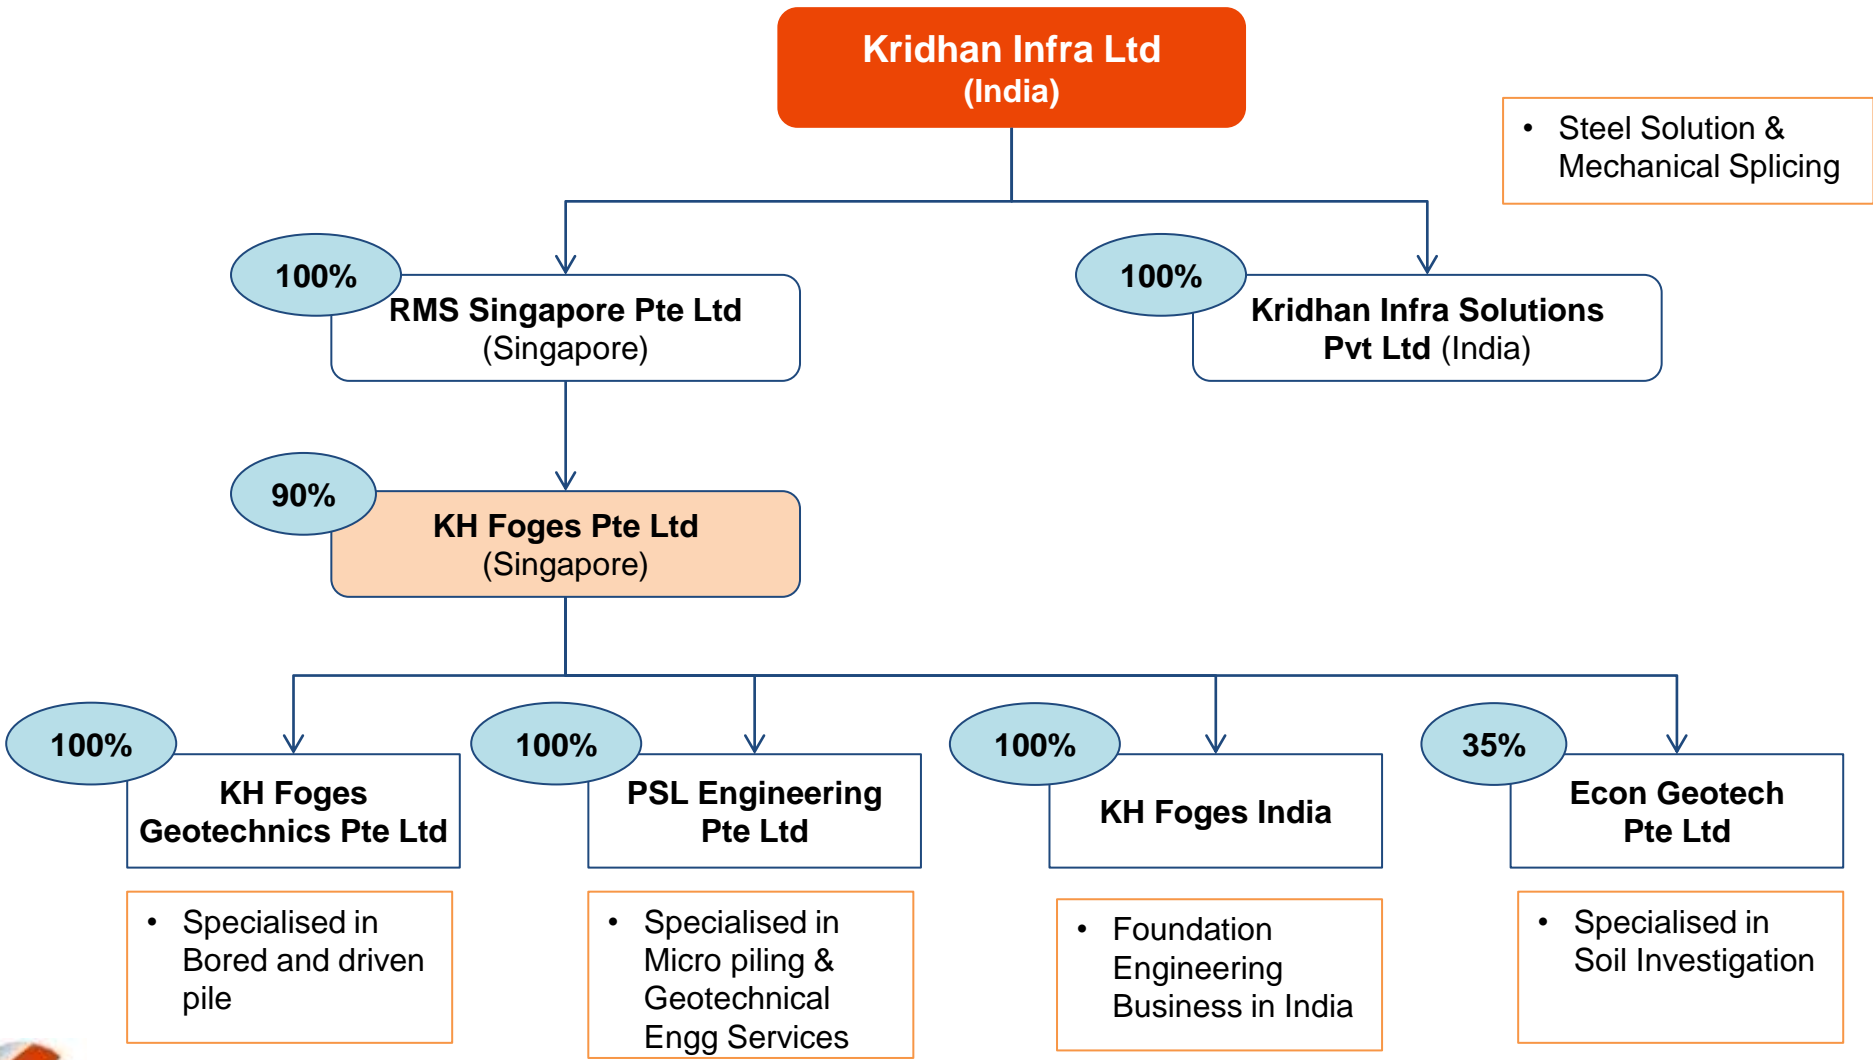 Kridhan Infra Ltd
(India)
• Steel Solution &
Mechanical Splicing
100%
RMS Singapore Pte Ltd
(Singapore)
100%
Kridhan Infra Solutions
Pvt Ltd (India)
90%
KH Foges Pte Ltd
(Singapore)
100%
KH Foges
Geotechnics Pte Ltd
100%
PSL Engineering
Pte Ltd
100%
KH Foges India
35%
Econ Geotech
Pte Ltd
• Specialised in
Bored and driven
pile
• Specialised in
Micro piling &
Geotechnical
Engg Services
• Foundation
Engineering
Business in India
• Specialised in
Soil Investigation